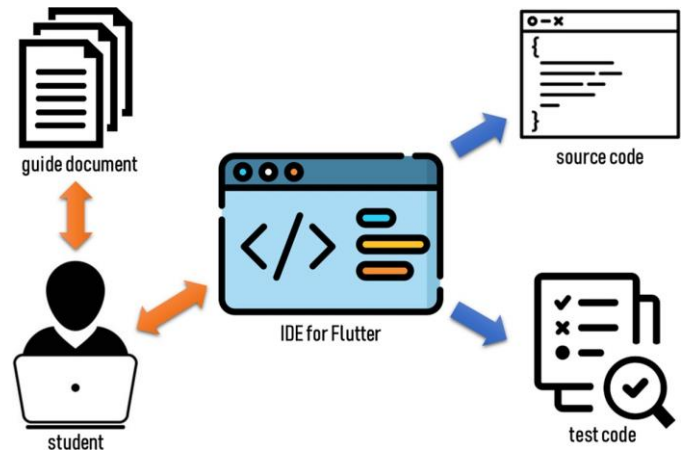 guide document
source code
IDE for Flutter
student
test code